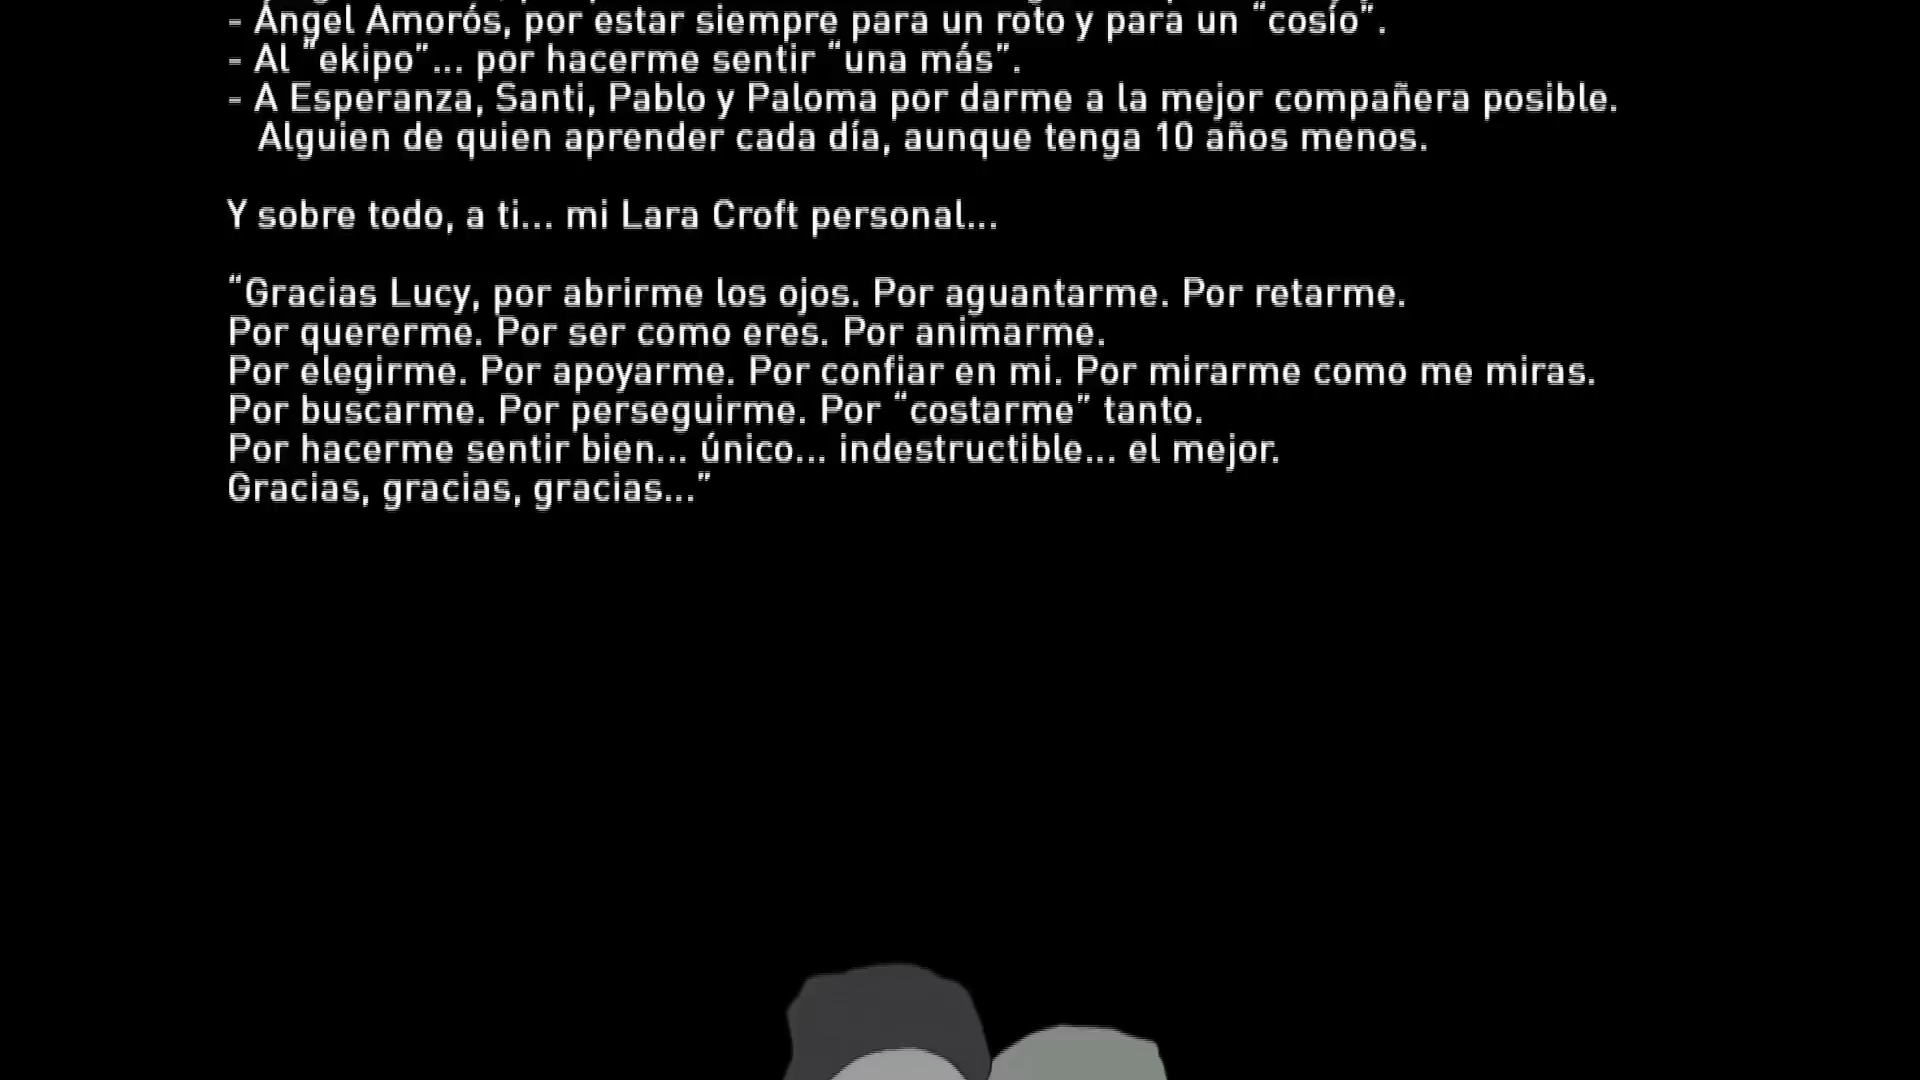 - Ángel Amorós, por estar siempre para un roto y para un “cosío”.
- Al “ekipo”... por hacerme sentir “una más”.
- A Esperanza, Santi, Pablo y Paloma por darme a la mejor compañera posible.
Alguien de quien aprender cada día, aunque tenga 10 años menos.
Y sobre todo, a ti... mi Lara Croft personal...
“Gracias Lucy, por abrirme los ojos. Por aguantarme. Por retarme.
Por quererme. Por ser como eres. Por animarme.
Por elegirme. Por apoyarme. Por confiar en mi. Por mirarme como me miras.
Por buscarme. Por perseguirme. Por “costarme” tanto.
Por hacerme sentir bien... único... indestructible... el mejor.
Gracias, gracias, gracias...”